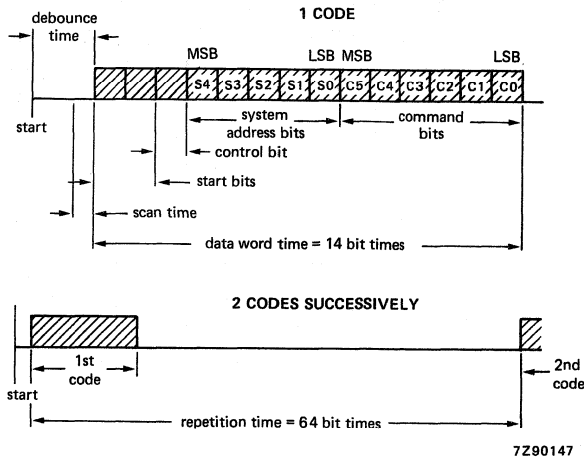 1 CODE
debounce
time
MSB
LSB MSB
LSB
S4 S3 S2 S1 S0 C5 C4 C3 C2 C1 C0
start
system
address bits
command
bits
control bit
start bits
scan time
data word time = 14 bit times
2 CODES SUCCESSIVELY
1st
code
2nd
code
start
repetition time = 64 bit times
7Z90147